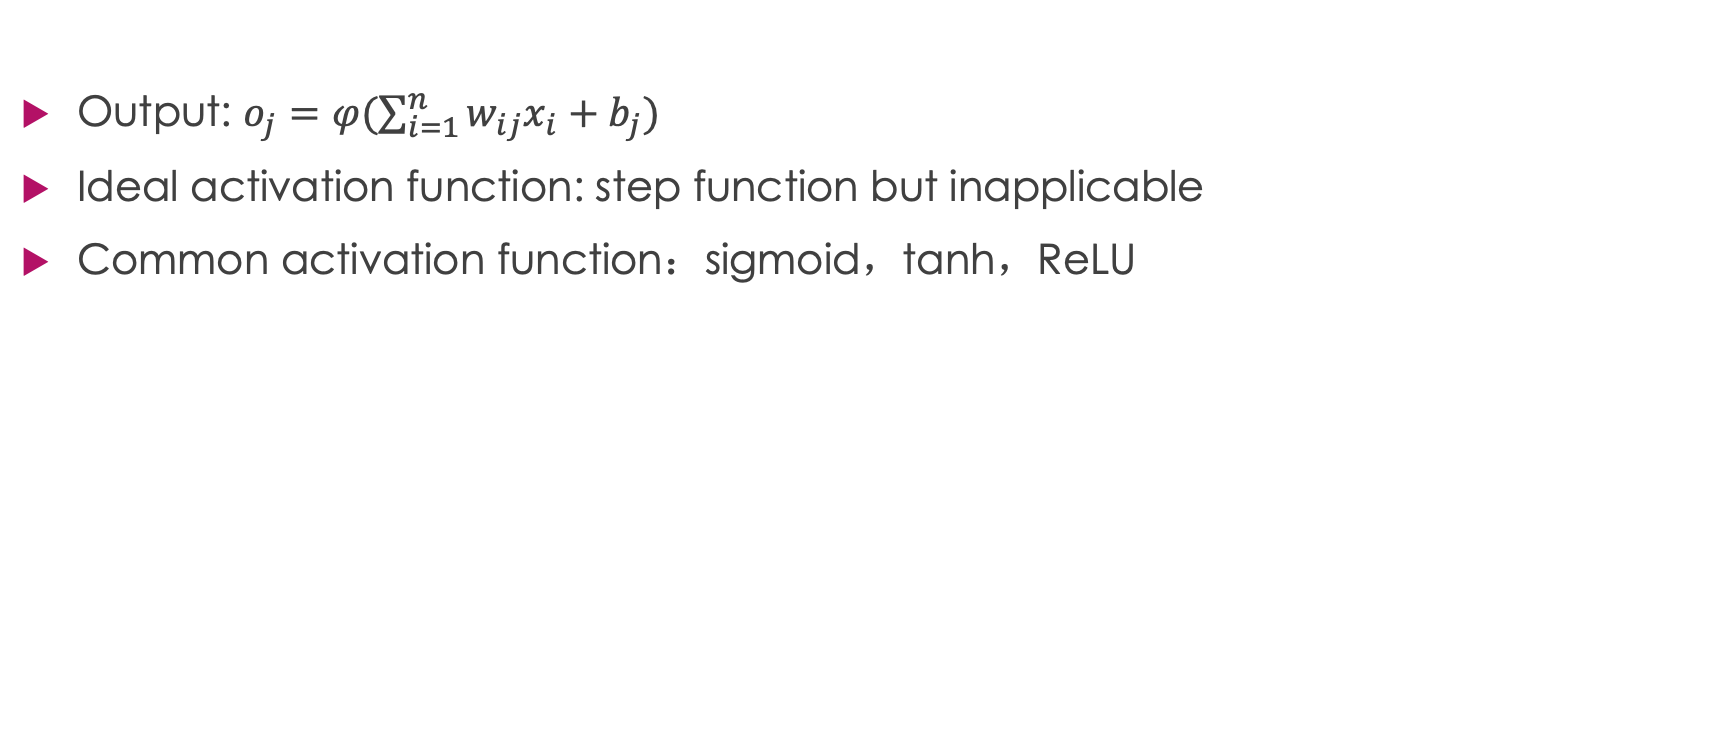 ▶ Output: $o_j = \varphi(\sum_{i=1}^{n} w_{ij}x_i + b_j)$
▶ Ideal activation function: step function but inapplicable
▶ Common activation function：sigmoid，tanh，ReLU